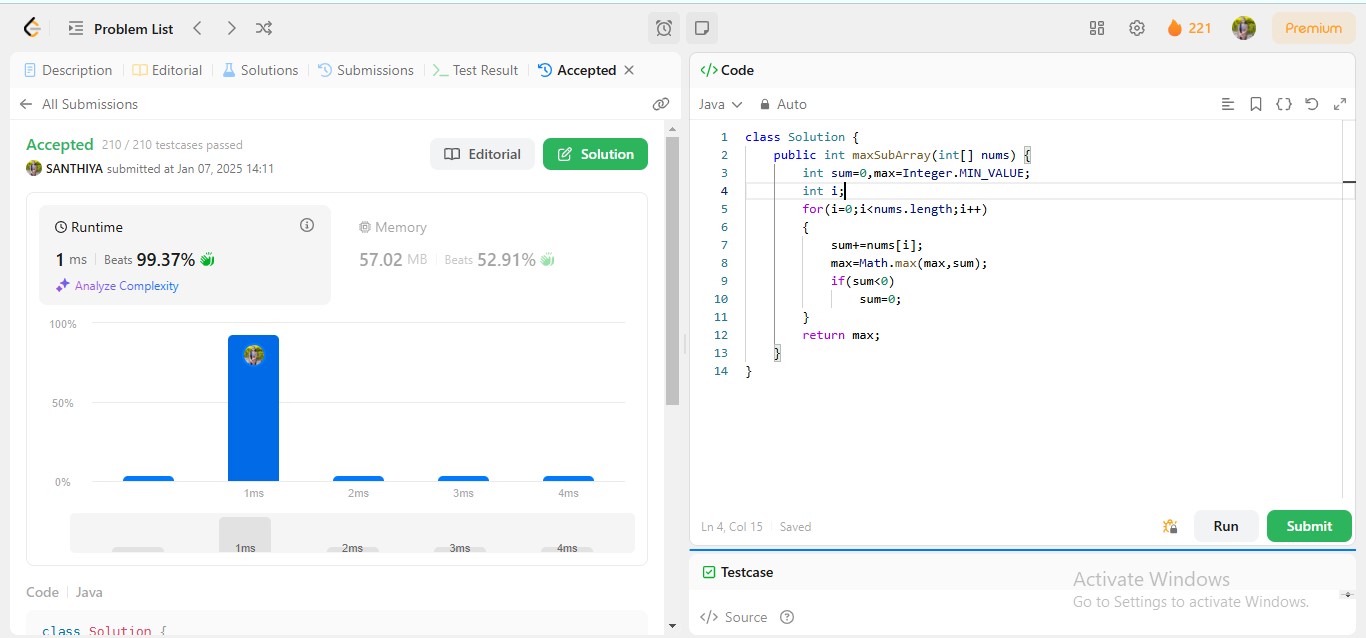 Problem List
221
Premium
Description Editorial Solutions Submissions Test Result Accepted
All Submissions
Accepted 210 / 210 testcases passed
SANTHIYA submitted at Jan 07, 2025 14:11
Editorial
Solution
Runtime
1 ms Beats 99.37%
Analyze Complexity
Memory
57.02 MB Beats 52.91%
100%
50%
0%
1ms 2ms 3ms 4ms
1ms 2ms 3ms 4ms
Code Java
class Solution {
</> Code
Java Auto
1 class Solution {
2 public int maxSubArray(int[] nums) {
3 int sum=0,max=Integer.MIN_VALUE;
4 int i;
5 for(i=0;i<nums.length;i++)
6 {
7 sum+=nums[i];
8 max=Math.max(max,sum);
9 if(sum<0)
10 sum=0;
11 }
12 return max;
13 }
14 }
Ln 4, Col 15 Saved
Run
Submit
Testcase
</> Source
Activate Windows
Go to Settings to activate Windows.